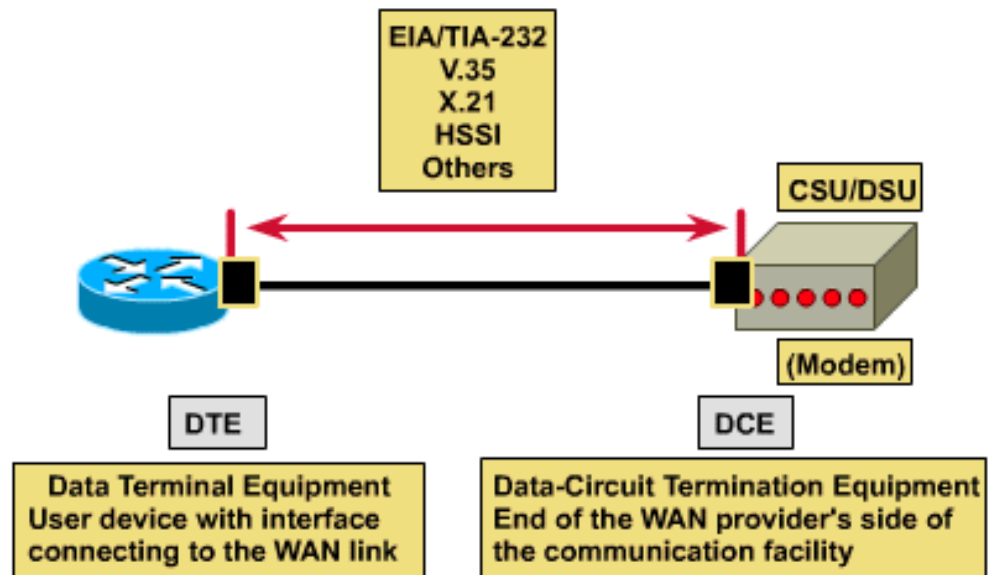 EIA/TIA-232
V.35
X.21
HSSI
Others
CSU/DSU
(Modem)
DTE
DCE
Data Terminal Equipment
User device with interface
connecting to the WAN link
Data-Circuit Termination Equipment
End of the WAN provider's side of
the communication facility